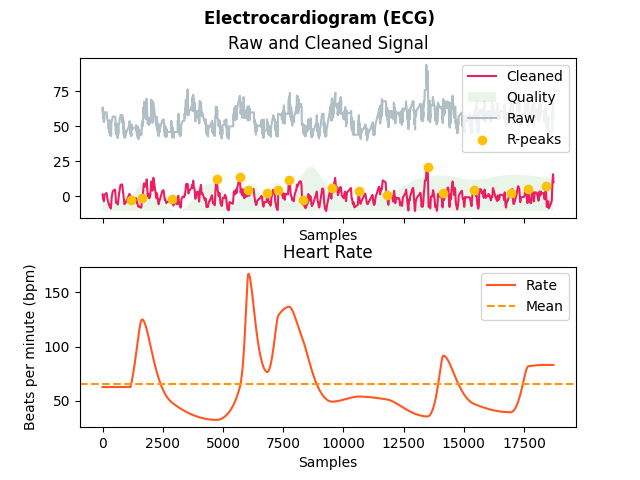 Electrocardiogram (ECG)
Raw and Cleaned Signal
75
50
25
0
Cleaned
Quality
Raw
R-peaks
Samples
Heart Rate
Beats per minute (bpm)
150
100
50
Rate
Mean
0 2500 5000 7500 10000 12500 15000 17500
Samples